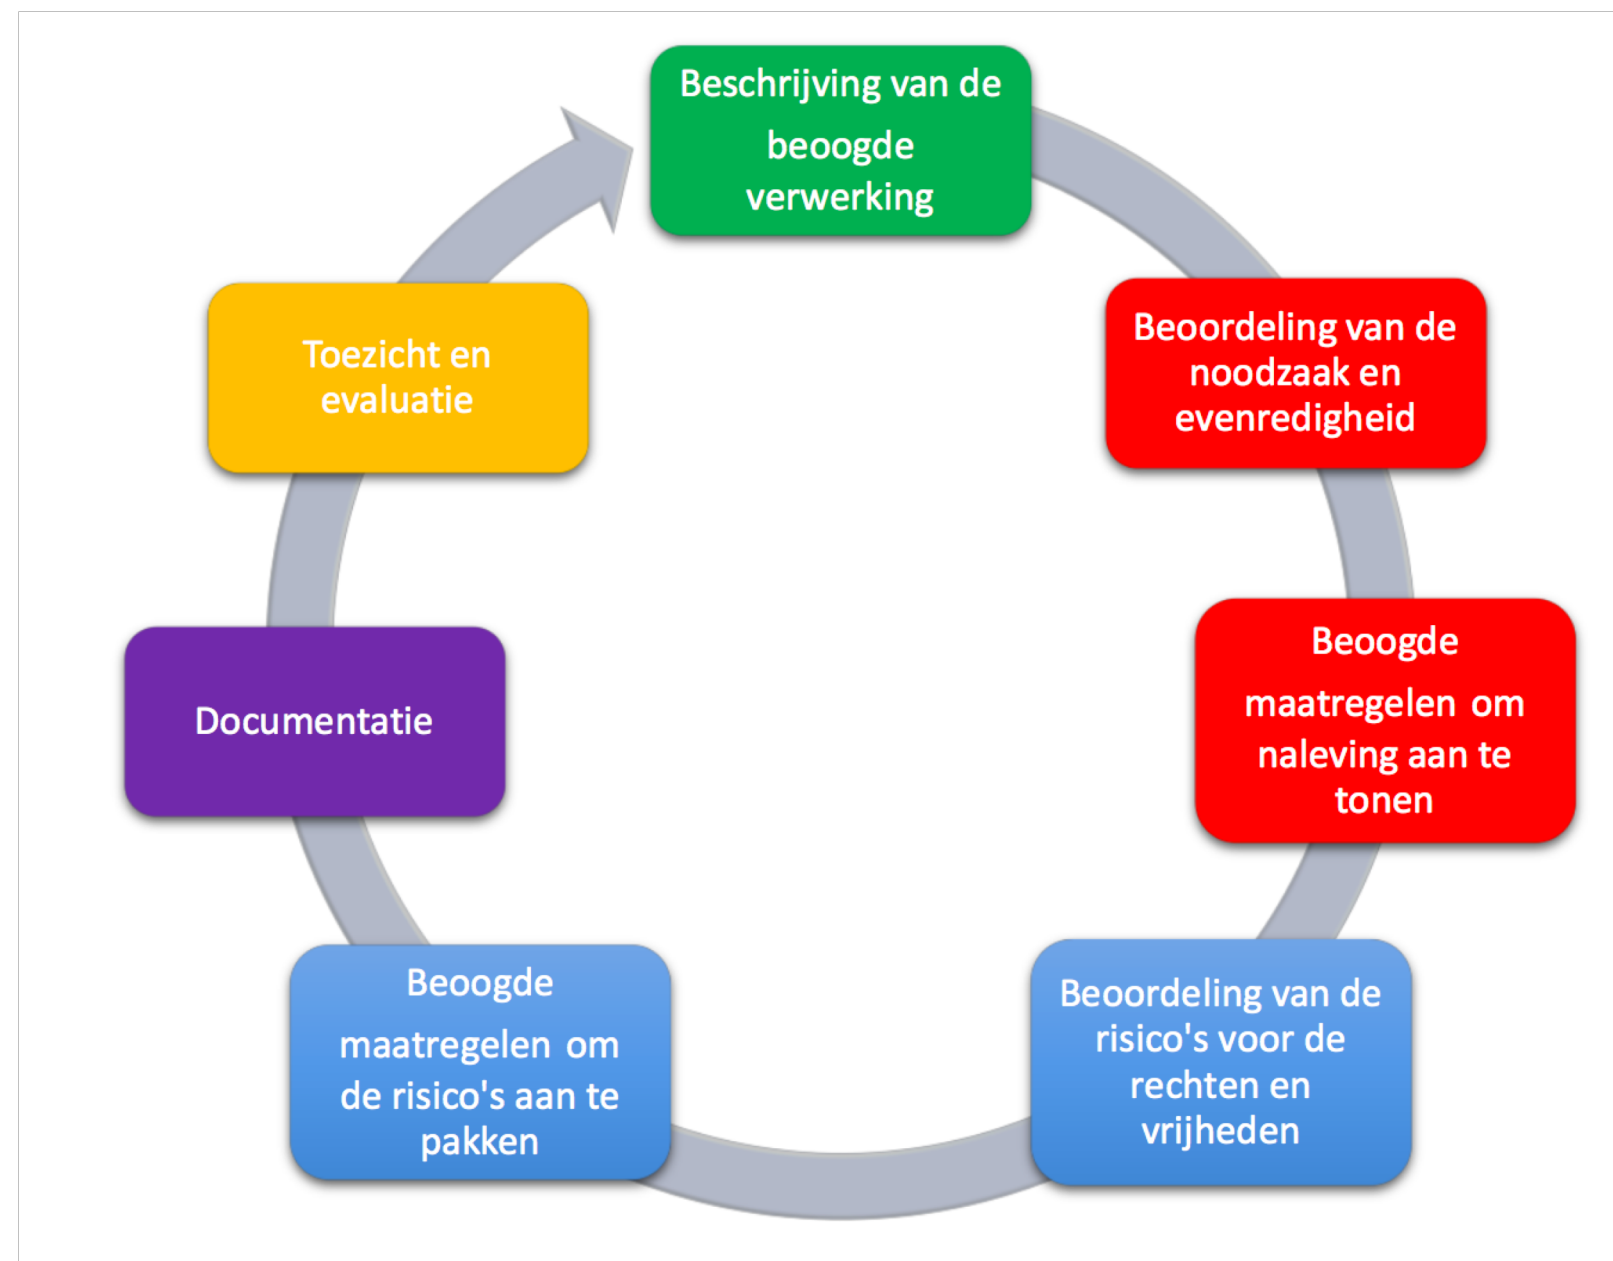 Beschrijving van de
beoogde
verwerking
Beoordeling van de
noodzaak en
evenredigheid
Beoogde
maatregelen om
naleving aan te
tonen
Beoordeling van de
risico's voor de
rechten en
vrijheden
Beoogde
maatregelen om
de risico's aan te
pakken
Documentatie
Toezicht en
evaluatie